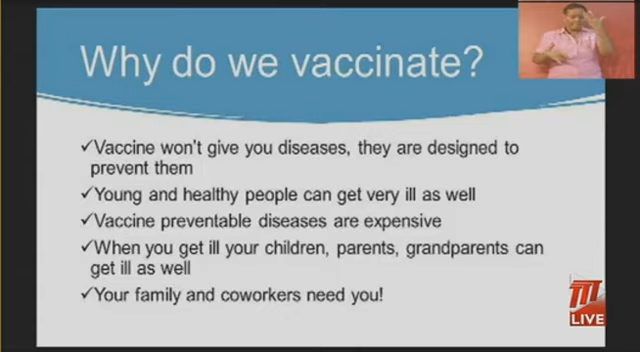 Why do we vaccinate?
✓Vaccine won't give you diseases, they are designed to
prevent them
✓Young and healthy people can get very ill as well
✓Vaccine preventable diseases are expensive
✓When you get ill your children, parents, grandparents can
get ill as well
✓Your family and coworkers need you!
LIVE